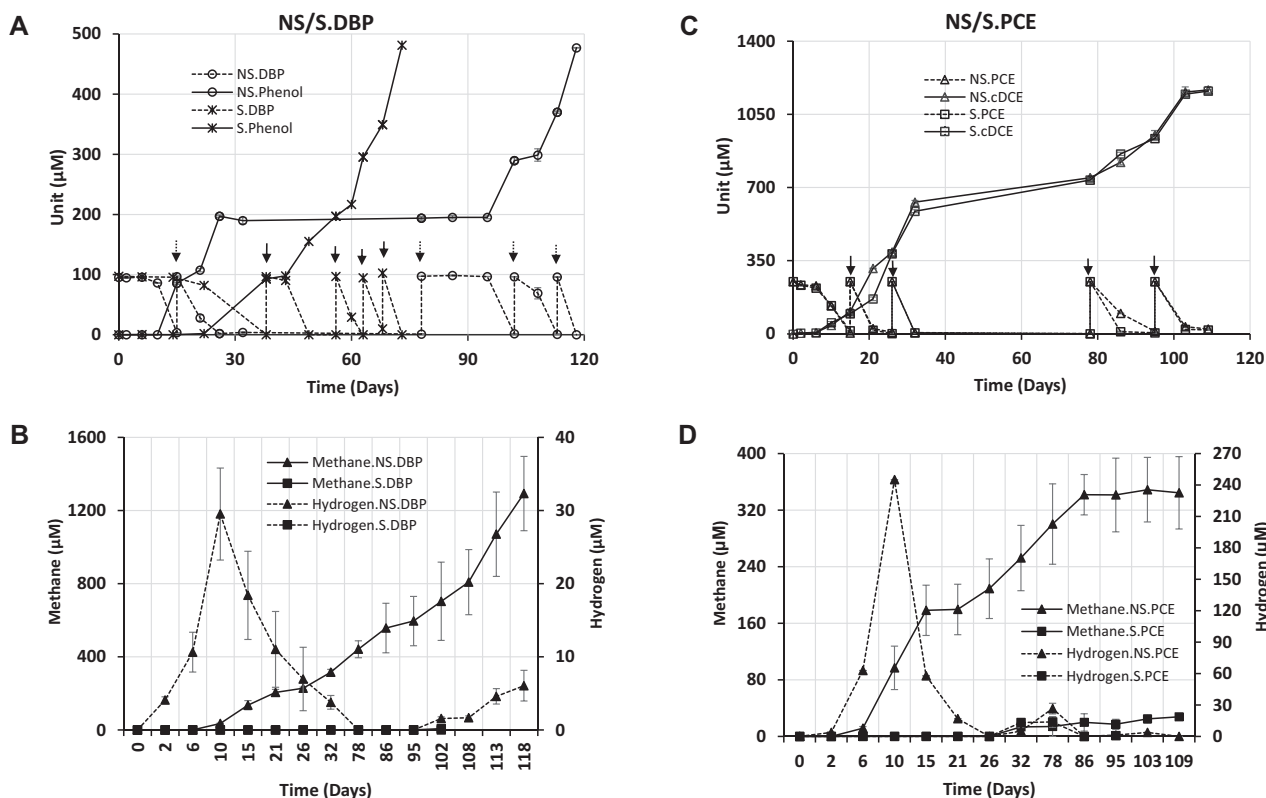 A
NS/S.DBP
Unit (µM)
500
400
300
200
100
0
NS.DBP
NS.Phenol
S.DBP
S.Phenol
0 30 60 90 120
Time (Days)
C
NS/S.PCE
Unit (µM)
1400
1050
700
350
0
NS.PCE
NS.cDCE
S.PCE
S.cDCE
0 20 40 60 80 100 120
Time (Days)
B
Methane (µM)
1600
1200
800
400
0
Methane.NS.DBP
Methane.S.DBP
Hydrogen.NS.DBP
Hydrogen.S.DBP
40
30
20
10
0
Hydrogen (µM)
0 2 6 10 15 21 26 32 78 86 95 102 108 113 118
Time (Days)
D
Methane (µM)
400
320
240
160
80
0
Methane.NS.PCE
Methane.S.PCE
Hydrogen.NS.PCE
Hydrogen.S.PCE
270
240
210
180
150
120
90
60
30
0
Hydrogen (µM)
0 2 6 10 15 21 26 32 78 86 95 103 109
Time (Days)